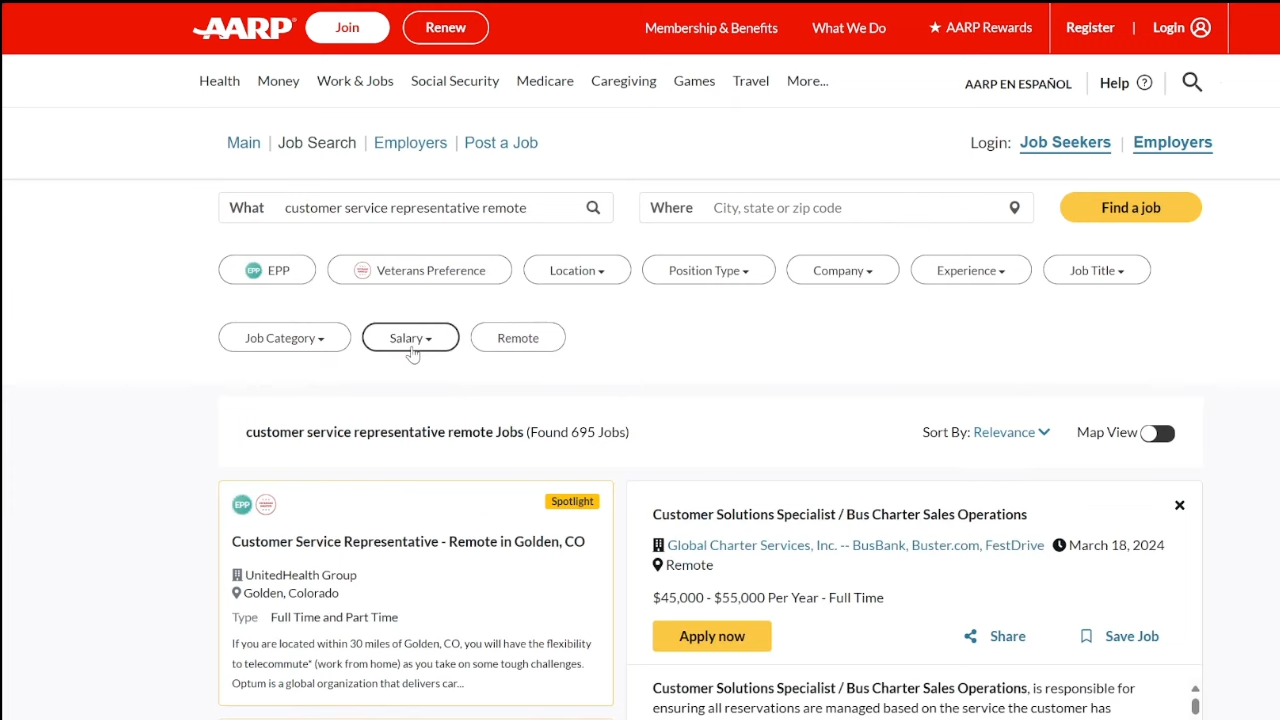 AARP® Join Renew Membership & Benefits What We Do ★ AARP Rewards Register | Login
Health Money Work & Jobs Social Security Medicare Caregiving Games Travel More... AARP EN ESPAÑOL Help ?
Main | Job Search | Employers | Post a Job Login: Job Seekers | Employers
What customer service representative remote Where City, state or zip code Find a job
EPP EPP Veterans Preference Location Position Type Company Experience Job Title
Job Category Salary Remote
customer service representative remote Jobs (Found 695 Jobs) Sort By: Relevance Map View
EPP Spotlight
Customer Service Representative - Remote in Golden, CO
UnitedHealth Group
Golden, Colorado
Type Full Time and Part Time
If you are located within 30 miles of Golden, CO, you will have the flexibility
to telecommute* (work from home) as you take on some tough challenges.
Optum is a global organization that delivers car...
Customer Solutions Specialist / Bus Charter Sales Operations
Global Charter Services, Inc. -- BusBank, Buster.com, FestDrive March 18, 2024
Remote
$45,000 - $55,000 Per Year - Full Time
Apply now Share Save Job
Customer Solutions Specialist / Bus Charter Sales Operations, is responsible for
ensuring all reservations are managed based on the service the customer has